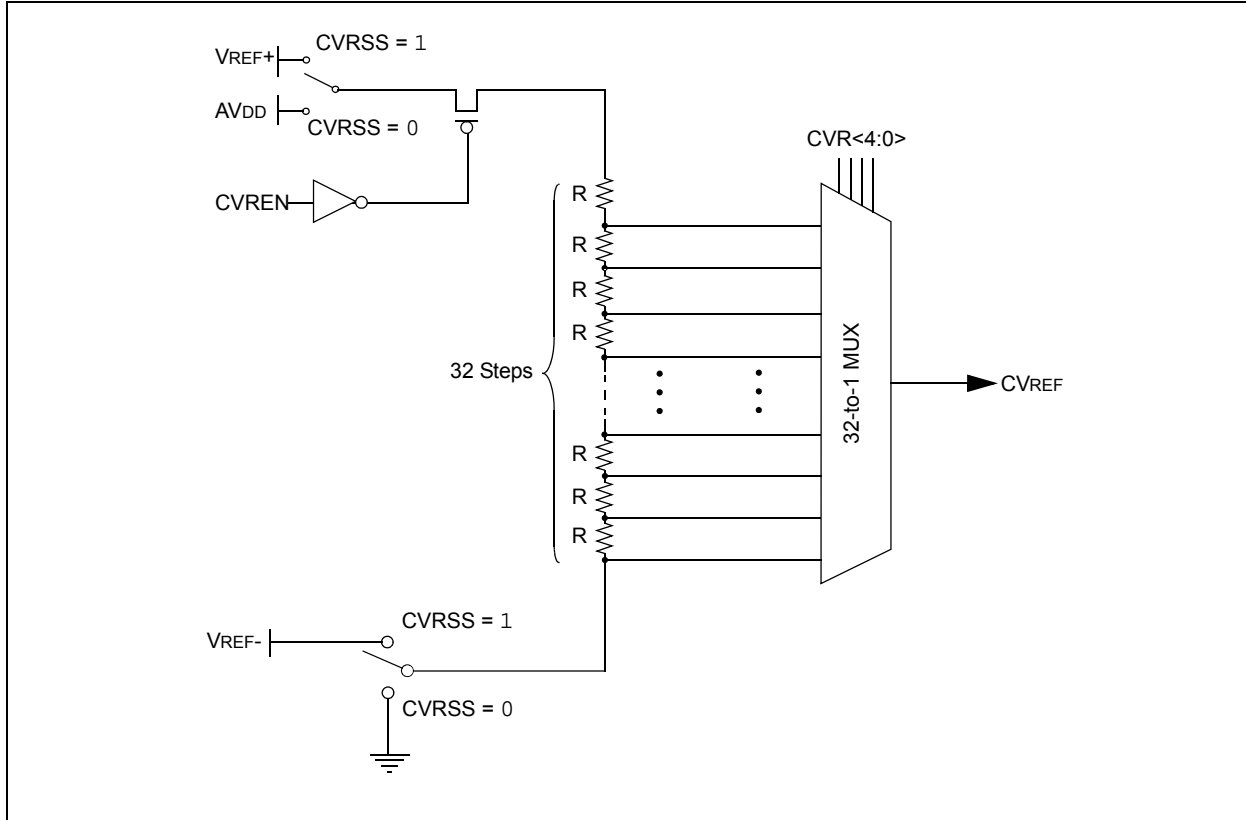 CVRSS = 1
VREF+
AVDD
CVRSS = 0
CVR<4:0>
CVREN
R
R
R
R
32 Steps
32-to-1 MUX
CVREF
R
R
R
CVRSS = 1
VREF-
CVRSS = 0